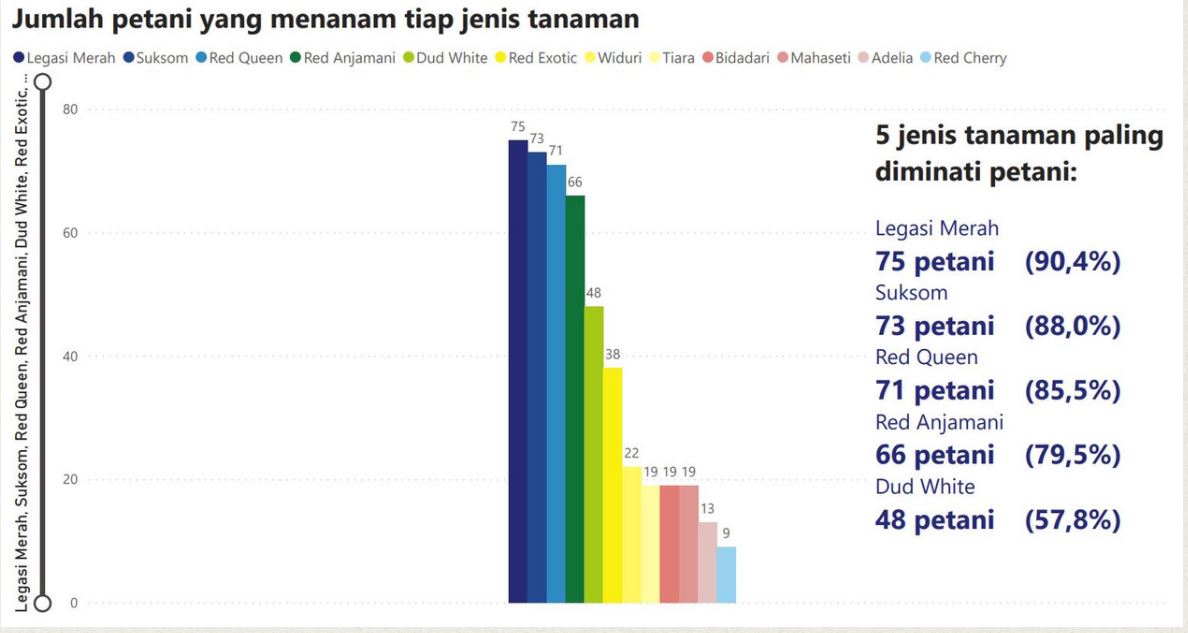 Jumlah petani yang menanam tiap jenis tanaman
Legasi Merah Suksom Red Queen Red Anjamani Dud White Red Exotic Widuri Tiara Bidadari Mahaseti Adelia Red Cherry
Legasi Merah, Suksom, Red Queen, Red Anjamani, Dud White, Red Exotic, ...
80
60
40
20
0
75
73
71
66
48
38
22
19
19
19
13
9
5 jenis tanaman paling
diminati petani:
Legasi Merah
75 petani (90,4%)
Suksom
73 petani (88,0%)
Red Queen
71 petani (85,5%)
Red Anjamani
66 petani (79,5%)
Dud White
48 petani (57,8%)